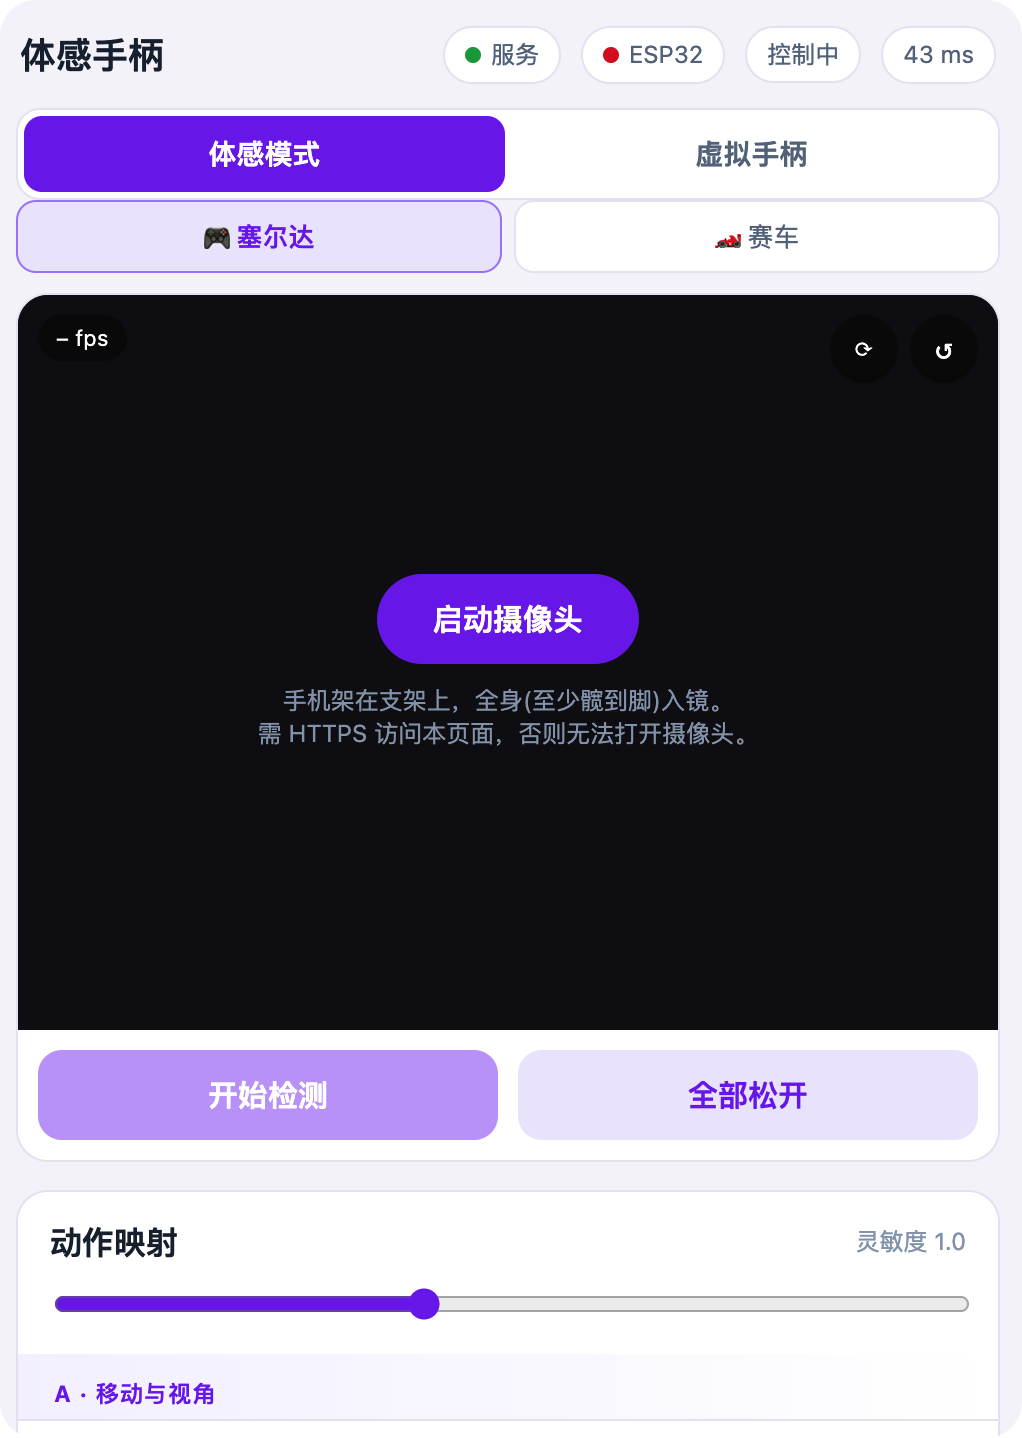 体感手柄
服务
ESP32
控制中
43 ms
体感模式
虚拟手柄
🎮 塞尔达
🏎️ 赛车
– fps
⟳
↺
启动摄像头
手机架在支架上，全身(至少髋到脚)入镜。
需 HTTPS 访问本页面，否则无法打开摄像头。
开始检测
全部松开
动作映射
灵敏度 1.0
A · 移动与视角